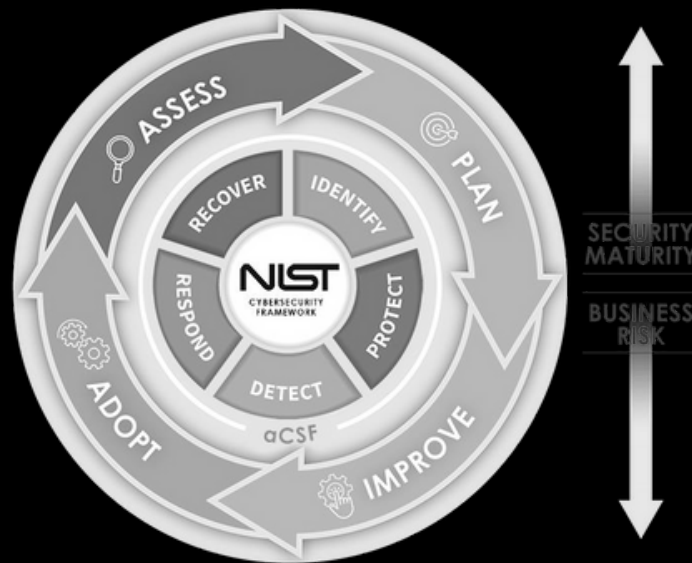 ASSESS
PLAN
IMPROVE
ADOPT
RECOVER
IDENTIFY
PROTECT
DETECT
RESPOND
NIST
CYBERSECURITY
FRAMEWORK
aCSF
SECURITY
MATURITY
BUSINESS
RISK